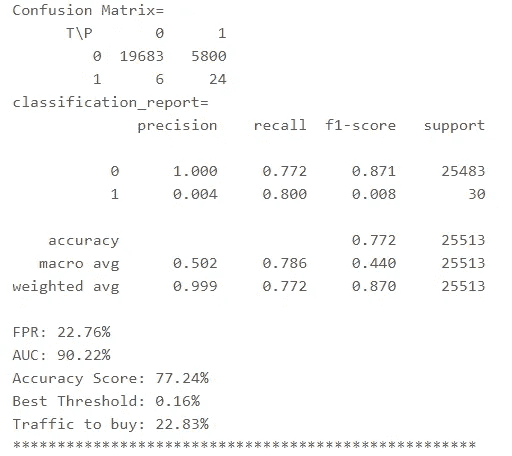 Confusion Matrix=
T\P 0 1
0 19683 5800
1 6 24
classification_report=
precision recall f1-score support
0 1.000 0.772 0.871 25483
1 0.004 0.800 0.008 30
accuracy 0.772 25513
macro avg 0.502 0.786 0.440 25513
weighted avg 0.999 0.772 0.870 25513
FPR: 22.76%
AUC: 90.22%
Accuracy Score: 77.24%
Best Threshold: 0.16%
Traffic to buy: 22.83%
****************************************************